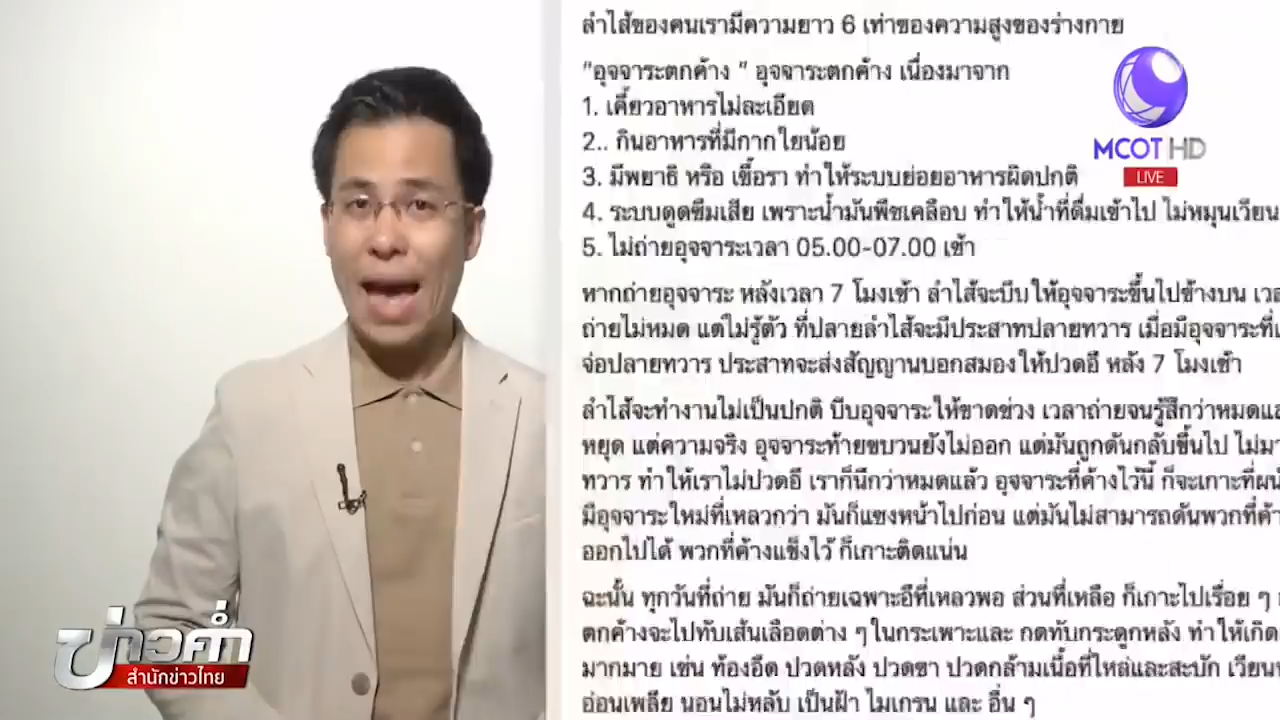 ลำไส้ของคนเรามีความยาว 6 เท่าของความสูงของร่างกาย
"อุจจาระตกค้าง " อุจจาระตกค้าง เนื่องมาจาก
1. เคี้ยวอาหารไม่ละเอียด
2.. กินอาหารที่มีกากใยน้อย
3. มีพยาธิ หรือ เชื้อรา ทำให้ระบบย่อยอาหารผิดปกติ
4. ระบบดูดซึมเสีย เพราะน้ำมันพืชเคลือบ ทำให้น้ำที่ดื่มเข้าไป ไม่หมุนเวียน
5. ไม่ถ่ายอุจจาระเวลา 05.00-07.00 เช้า
หากถ่ายอุจจาระ หลังเวลา 7 โมงเช้า ลำไส้จะบีบให้อุจจาระขึ้นไปข้างบน
ถ่ายไม่หมด แต่ไม่รู้ตัว ที่ปลายลำไส้จะมีประสาทปลายทวาร เมื่อมีอุจจาระ
จ่อปลายทวาร ประสาทจะส่งสัญญานบอกสมองให้ปวดอึ หลัง 7 โมงเช้า
ลำไส้จะทำงานไม่เป็นปกติ บีบอุจจาระให้ขาดช่วง เวลาถ่ายจนรู้สึกว่าหมด
หยุด แต่ความจริง อุจจาระท้ายขบวนยังไม่ออก แต่มันถูกดันกลับขึ้นไป
ทวาร ทำให้เราไม่ปวดอึ เราก็นึกว่าหมดแล้ว อุจจาระที่ค้างไว้นี้ ก็จะเกาะที่
มีอุจจาระใหม่ที่เหลวกว่า มันก็แซงหน้าไปก่อน แต่มันไม่สามารถดันพวกที่
ออกไปได้ พวกที่ค้างแข็งไว้ ก็เกาะติดแน่น
ฉะนั้น ทุกวันที่ถ่าย มันก็ถ่ายเฉพาะอึที่เหลวพอ ส่วนที่เหลือ ก็เกาะไปเรื่อย ๆ
ตกค้างจะไปทับเส้นเลือดต่าง ๆ ในกระเพาะและ กดทับกระดูกหลัง ทำให้เกิด
มากมาย เช่น ท้องอืด ปวดหลัง ปวดขา ปวดกล้ามเนื้อที่ไหล่และสะบัก
อ่อนเพลีย นอนไม่หลับ เป็นฝ้า ไมเกรน และ อื่น ๆ
MCOT HD
LIVE
ข่าวค่ำ
สำนักข่าวไทย